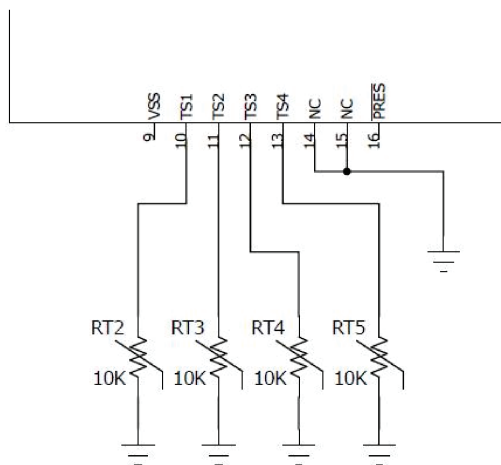 VSS
TS1
TS2
TS3
TS4
NC
NC
PRES
9
10
11
12
13
14
15
16
RT2
RT3
RT4
RT5
10K
10K
10K
10K